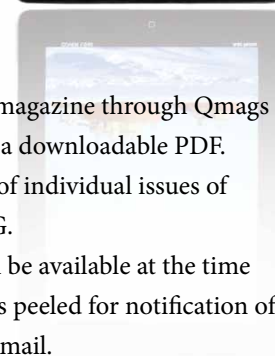 magazine through Qmags
a downloadable PDF.
of individual issues of
G.
be available at the time
s peeled for notification of
mail.